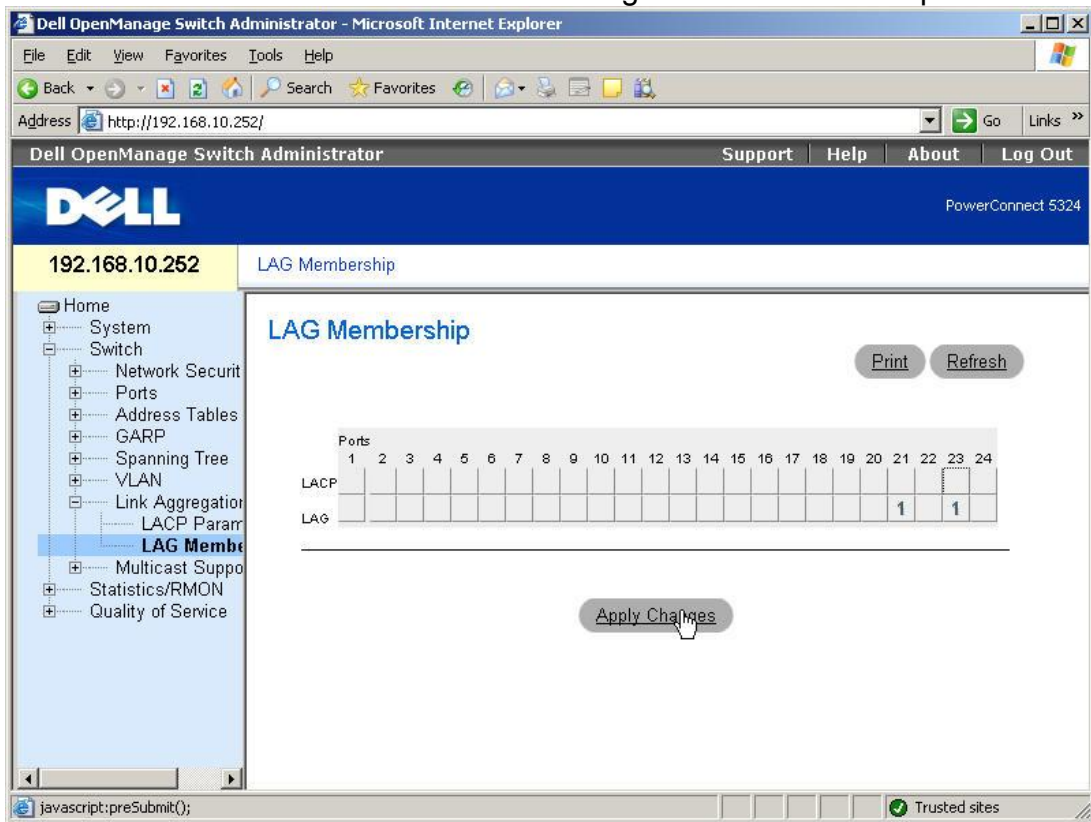 Dell OpenManage Switch Administrator - Microsoft Internet Explorer
File Edit View Favorites Tools Help
Back Search Favorites
Address http://192.168.10.252/ Go Links »
Dell OpenManage Switch Administrator Support Help About Log Out
DELL
PowerConnect 5324
192.168.10.252 LAG Membership
Home
System
Switch
Network Securit
Ports
Address Tables
GARP
Spanning Tree
VLAN
Link Aggregation
LACP Param
LAG Membe
Multicast Suppo
Statistics/RMON
Quality of Service
LAG Membership
Print Refresh
Ports
1 2 3 4 5 6 7 8 9 10 11 12 13 14 15 16 17 18 19 20 21 22 23 24
LACP
LAG 1 1
Apply Changes
javascript:preSubmit(); Trusted sites